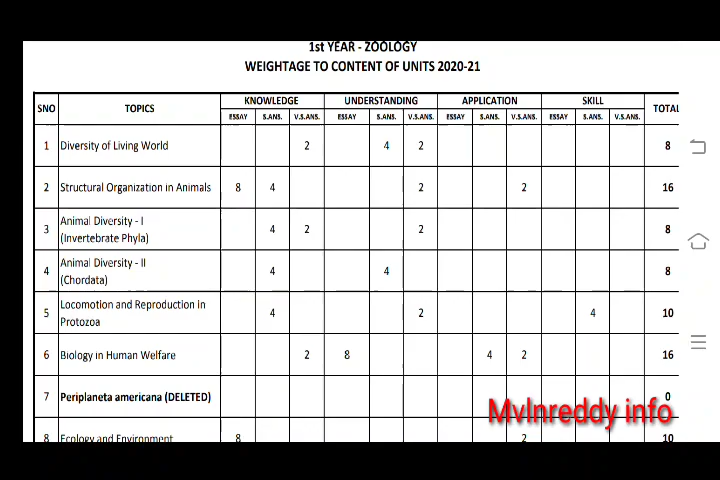 1st YEAR - ZOOLOGY
WEIGHTAGE TO CONTENT OF UNITS 2020-21
SNO TOPICS KNOWLEDGE UNDERSTANDING APPLICATION SKILL TOTAL
ESSAY S.ANS. V.S.ANS. ESSAY S.ANS. V.S.ANS. ESSAY S.ANS. V.S.ANS. ESSAY S.ANS. V.S.ANS.
1 Diversity of Living World 2 4 2 8
2 Structural Organization in Animals 8 4 2 2 16
3 Animal Diversity - I
(Invertebrate Phyla) 4 2 2 8
4 Animal Diversity - II
(Chordata) 4 4 8
5 Locomotion and Reproduction in
Protozoa 4 2 4 10
6 Biology in Human Welfare 2 8 4 2 16
7 Periplaneta americana (DELETED) 0
Mvlnreddy info
8 Ecology and Environment 8 2 10